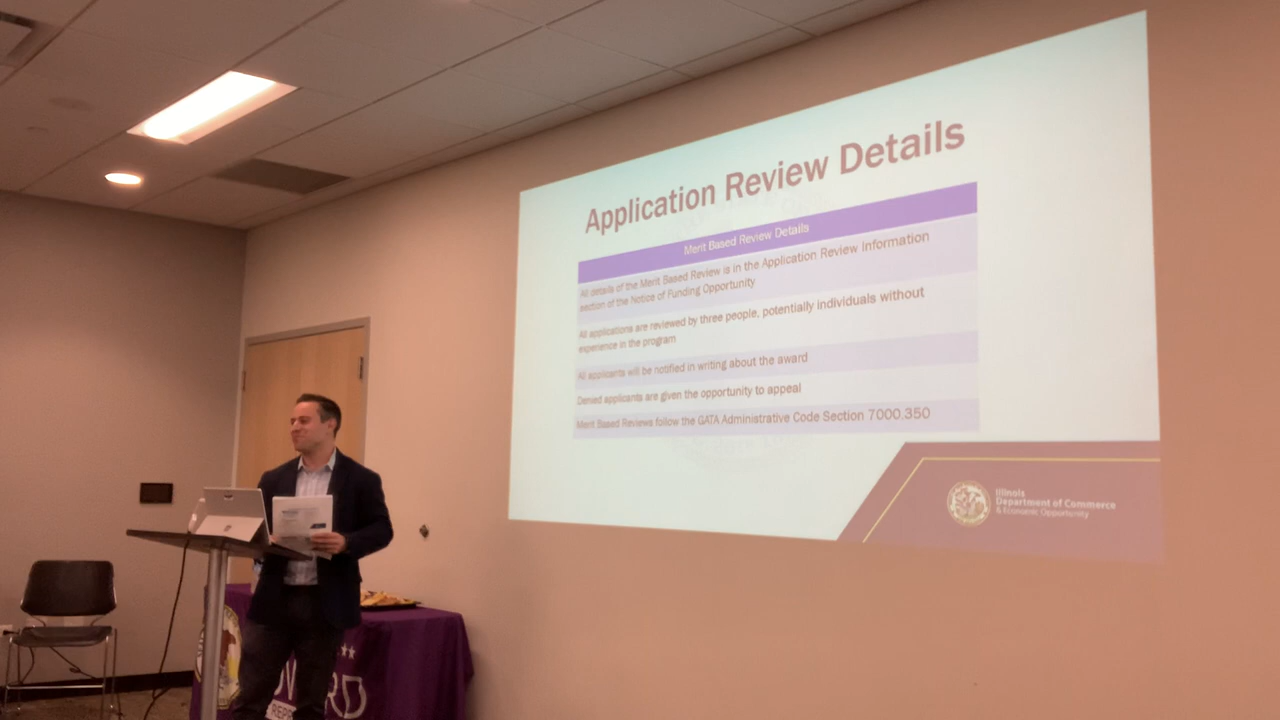 Application Review Details
Merit Based Review Details
All details of the Merit Based Review is in the Application Review Information
section of the Notice of Funding Opportunity
All applications are reviewed by three people, potentially individuals without
experience in the program
All applicants will be notified in writing about the award
Denied applicants are given the opportunity to appeal
Merit Based Reviews follow the GATA Administrative Code Section 7000.350
Illinois
Department of Commerce
& Economic Opportunity